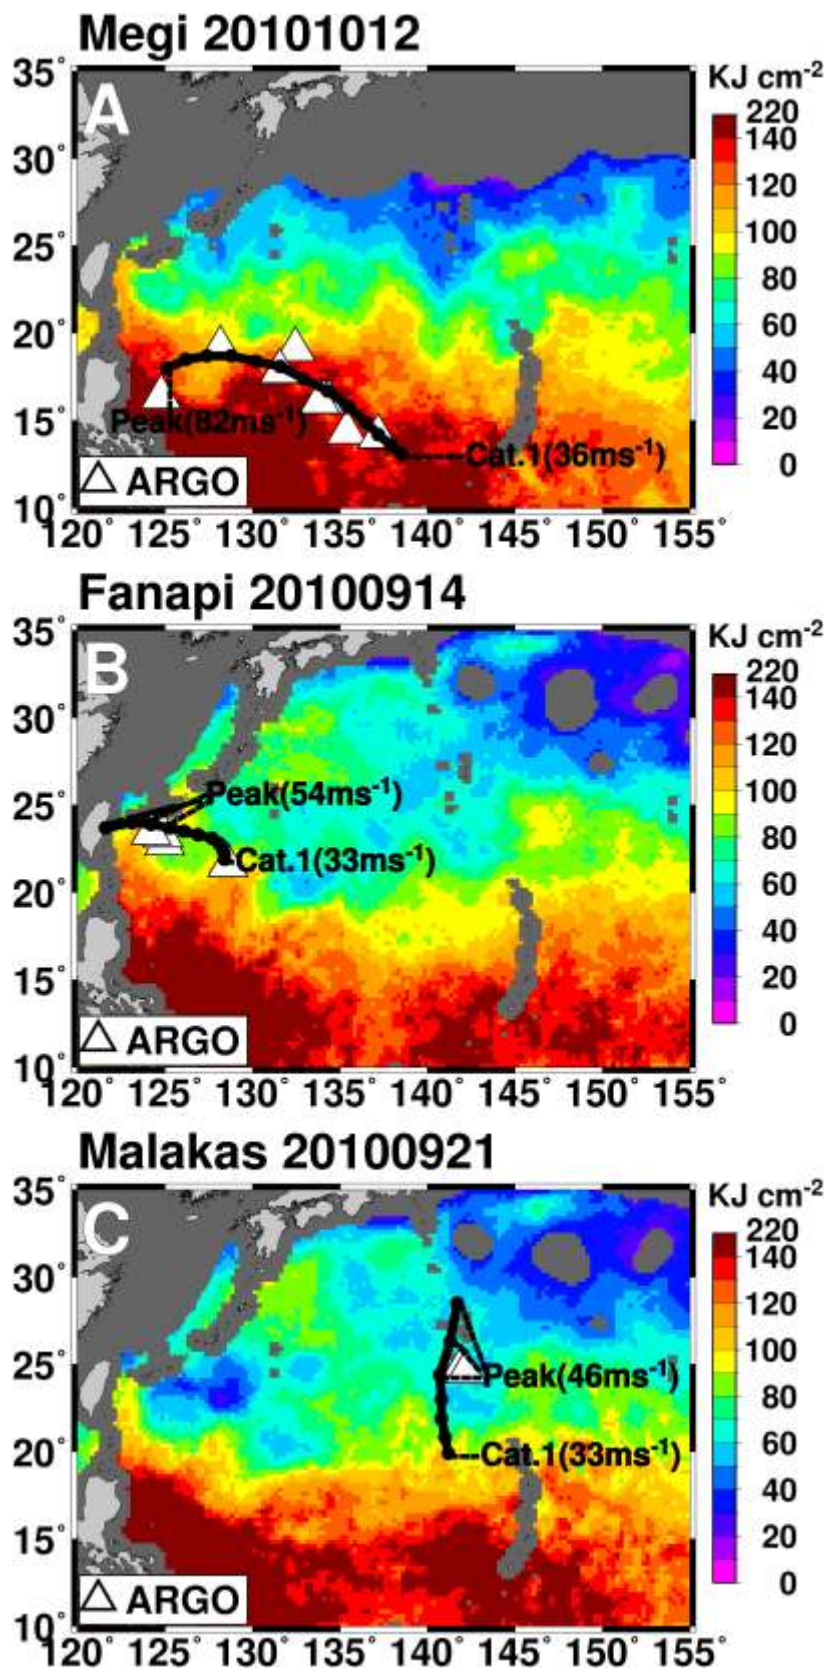 Megi 20101012
A
KJ cm-2
35°
30°
25°
20°
15°
10°
220
140
120
100
80
60
40
20
0
Peak(82ms-1)
Cat.1(36ms-1)
ARGO
120° 125° 130° 135° 140° 145° 150° 155°
Fanapi 20100914
B
KJ cm-2
35°
30°
25°
20°
15°
10°
220
140
120
100
80
60
40
20
0
Peak(54ms-1)
Cat.1(33ms-1)
ARGO
120° 125° 130° 135° 140° 145° 150° 155°
Malakas 20100921
C
KJ cm-2
35°
30°
25°
20°
15°
10°
220
140
120
100
80
60
40
20
0
Peak(46ms-1)
Cat.1(33ms-1)
ARGO
120° 125° 130° 135° 140° 145° 150° 155°